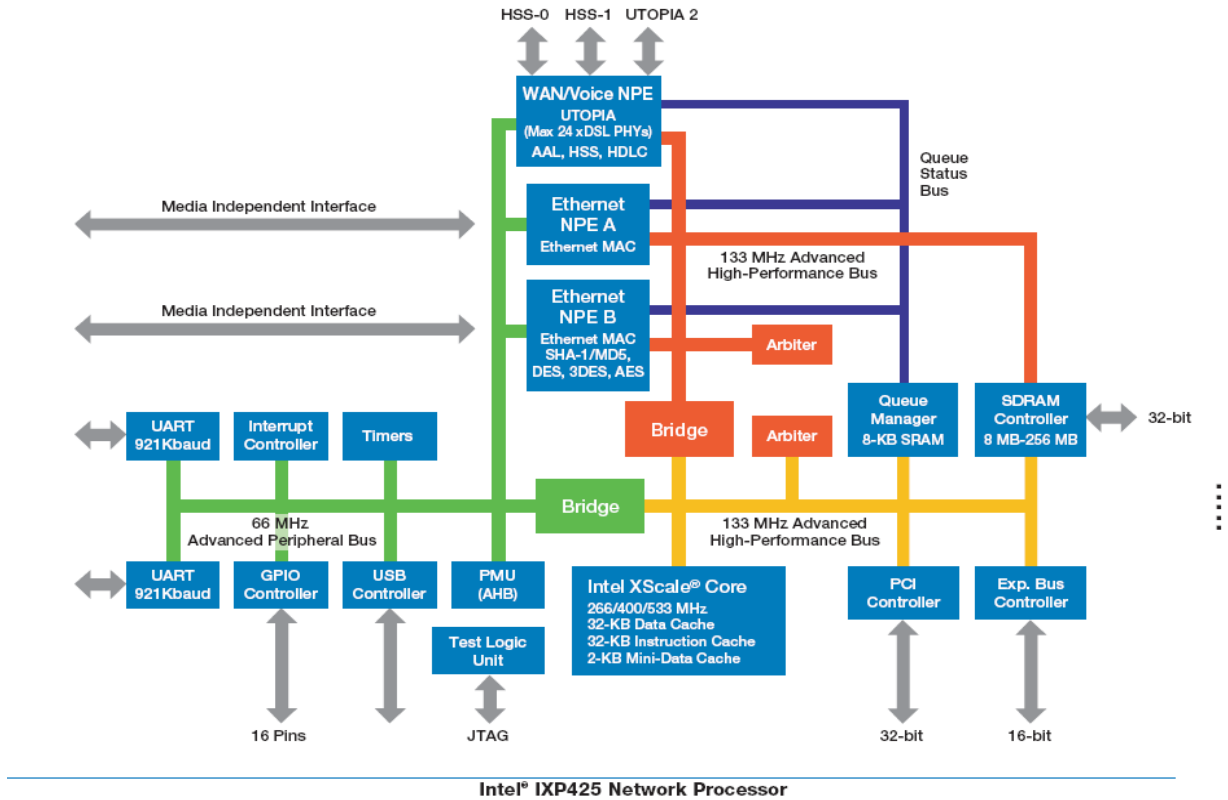 HSS-0 HSS-1 UTOPIA 2
WAN/Voice NPE
UTOPIA
(Max 24 xDSL PHYs)
AAL, HSS, HDLC
Queue
Status
Bus
Media Independent Interface
Ethernet
NPE A
Ethernet MAC
133 MHz Advanced
High-Performance Bus
Media Independent Interface
Ethernet
NPE B
Ethernet MAC
SHA-1/MD5,
DES, 3DES, AES
Arbiter
UART
921Kbaud
Interrupt
Controller
Timers
Bridge
Arbiter
Queue
Manager
8-KB SRAM
SDRAM
Controller
8 MB-256 MB
32-bit
Bridge
66 MHz
Advanced Peripheral Bus
133 MHz Advanced
High-Performance Bus
UART
921Kbaud
GPIO
Controller
USB
Controller
PMU
(AHB)
Test Logic
Unit
Intel XScale® Core
266/400/533 MHz
32-KB Data Cache
32-KB Instruction Cache
2-KB Mini-Data Cache
PCI
Controller
Exp. Bus
Controller
16 Pins
JTAG
32-bit
16-bit
Intel® IXP425 Network Processor